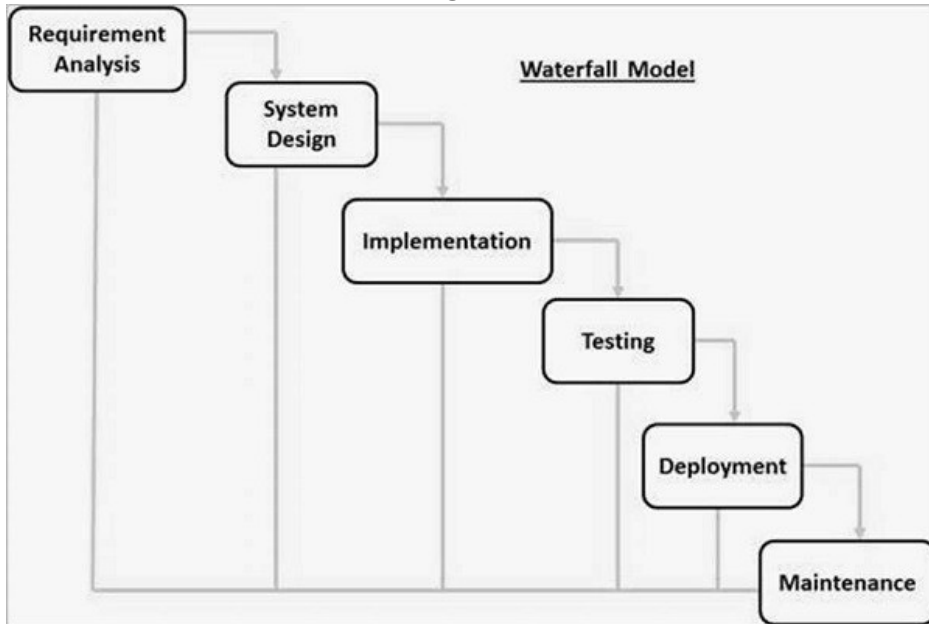 Requirement
Analysis
Waterfall Model
System
Design
Implementation
Testing
Deployment
Maintenance